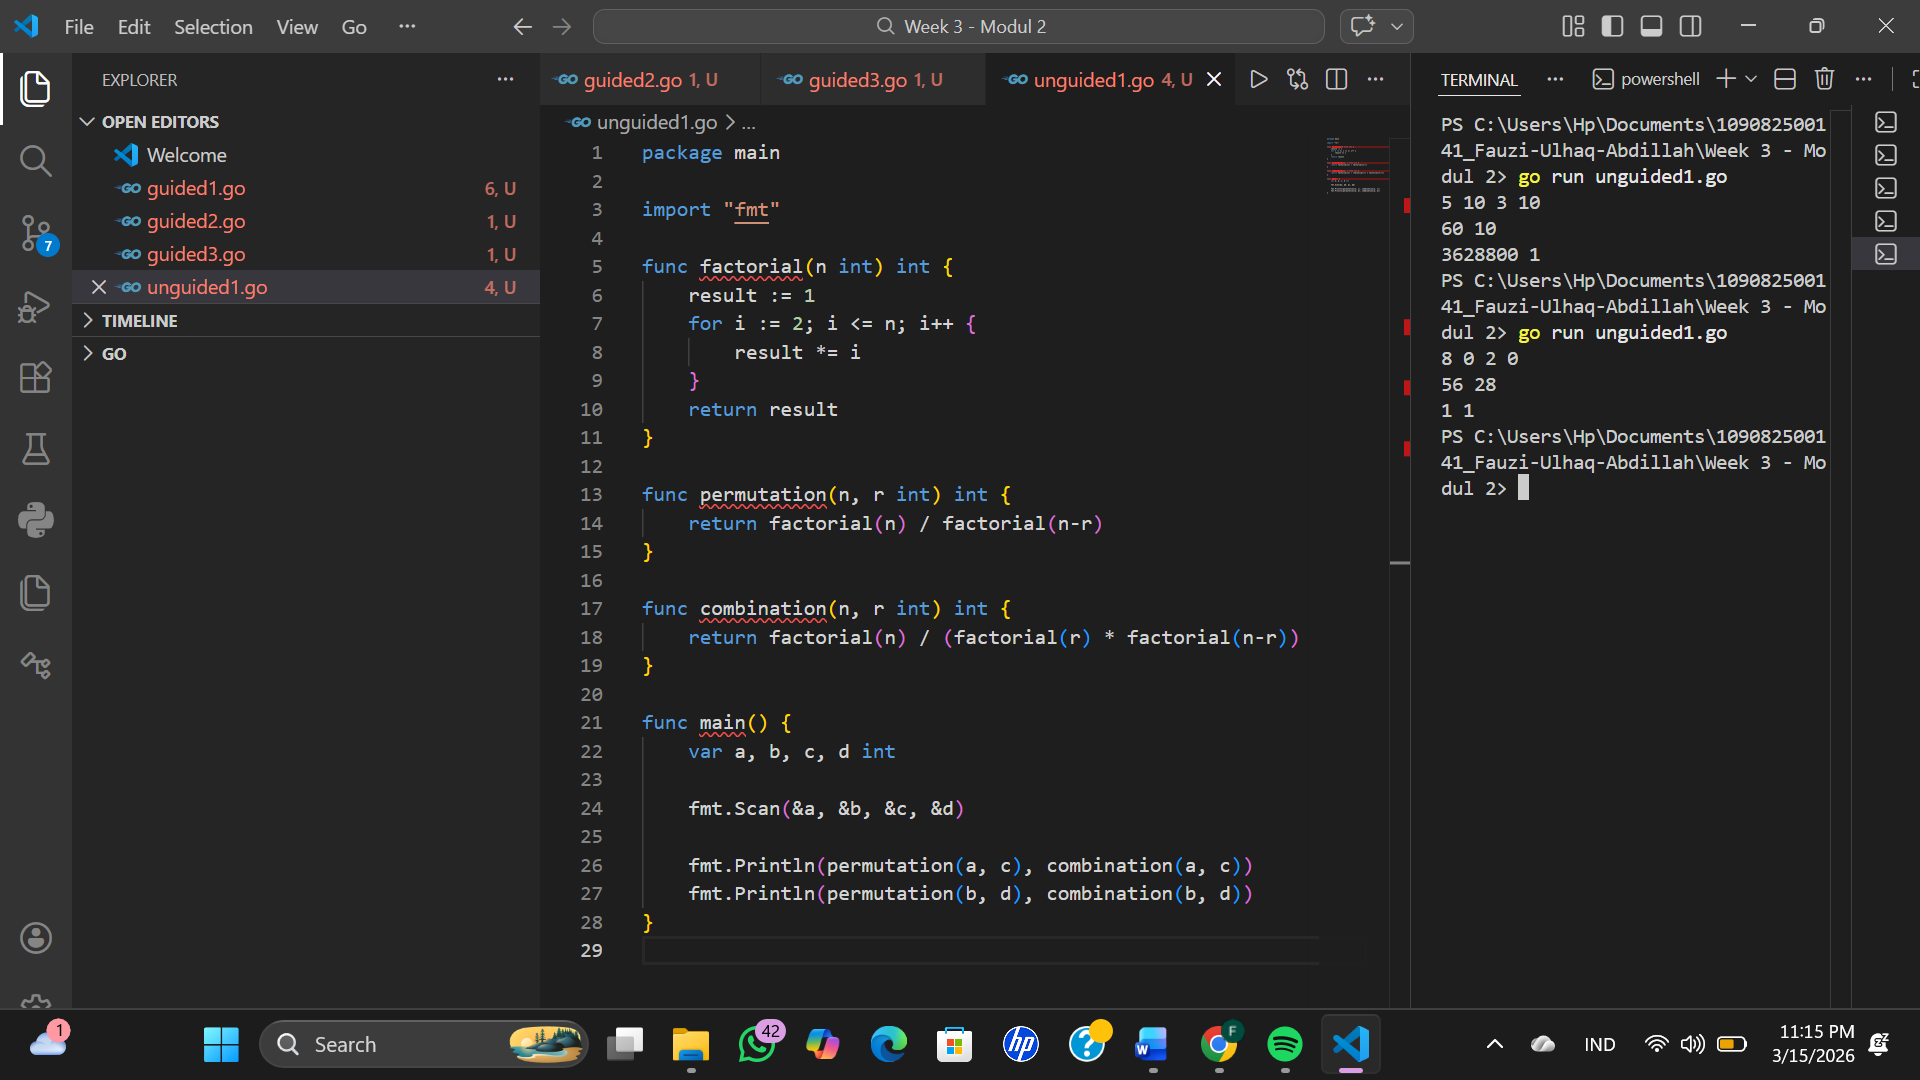 File Edit Selection View Go ···
Week 3 - Modul 2
EXPLORER
OPEN EDITORS
Welcome
guided1.go 6, U
guided2.go 1, U
guided3.go 1, U
unguided1.go 4, U
TIMELINE
GO
7
guided2.go 1, U
guided3.go 1, U
unguided1.go 4, U
unguided1.go > ...
1 package main
2
3 import "fmt"
4
5 func factorial(n int) int {
6 result := 1
7 for i := 2; i <= n; i++ {
8 result *= i
9 }
10 return result
11 }
12
13 func permutation(n, r int) int {
14 return factorial(n) / factorial(n-r)
15 }
16
17 func combination(n, r int) int {
18 return factorial(n) / (factorial(r) * factorial(n-r))
19 }
20
21 func main() {
22 var a, b, c, d int
23
24 fmt.Scan(&a, &b, &c, &d)
25
26 fmt.Println(permutation(a, c), combination(a, c))
27 fmt.Println(permutation(b, d), combination(b, d))
28 }
29
TERMINAL
powershell
PS C:\Users\Hp\Documents\1090825001
41_Fauzi-Ulhaq-Abdillah\Week 3 - Mo
dul 2> go run unguided1.go
5 10 3 10
60 10
3628800 1
PS C:\Users\Hp\Documents\1090825001
41_Fauzi-Ulhaq-Abdillah\Week 3 - Mo
dul 2> go run unguided1.go
8 0 2 0
56 28
1 1
PS C:\Users\Hp\Documents\1090825001
41_Fauzi-Ulhaq-Abdillah\Week 3 - Mo
dul 2>
1
Search
42
hp
W
F
IND
11:15 PM
3/15/2026